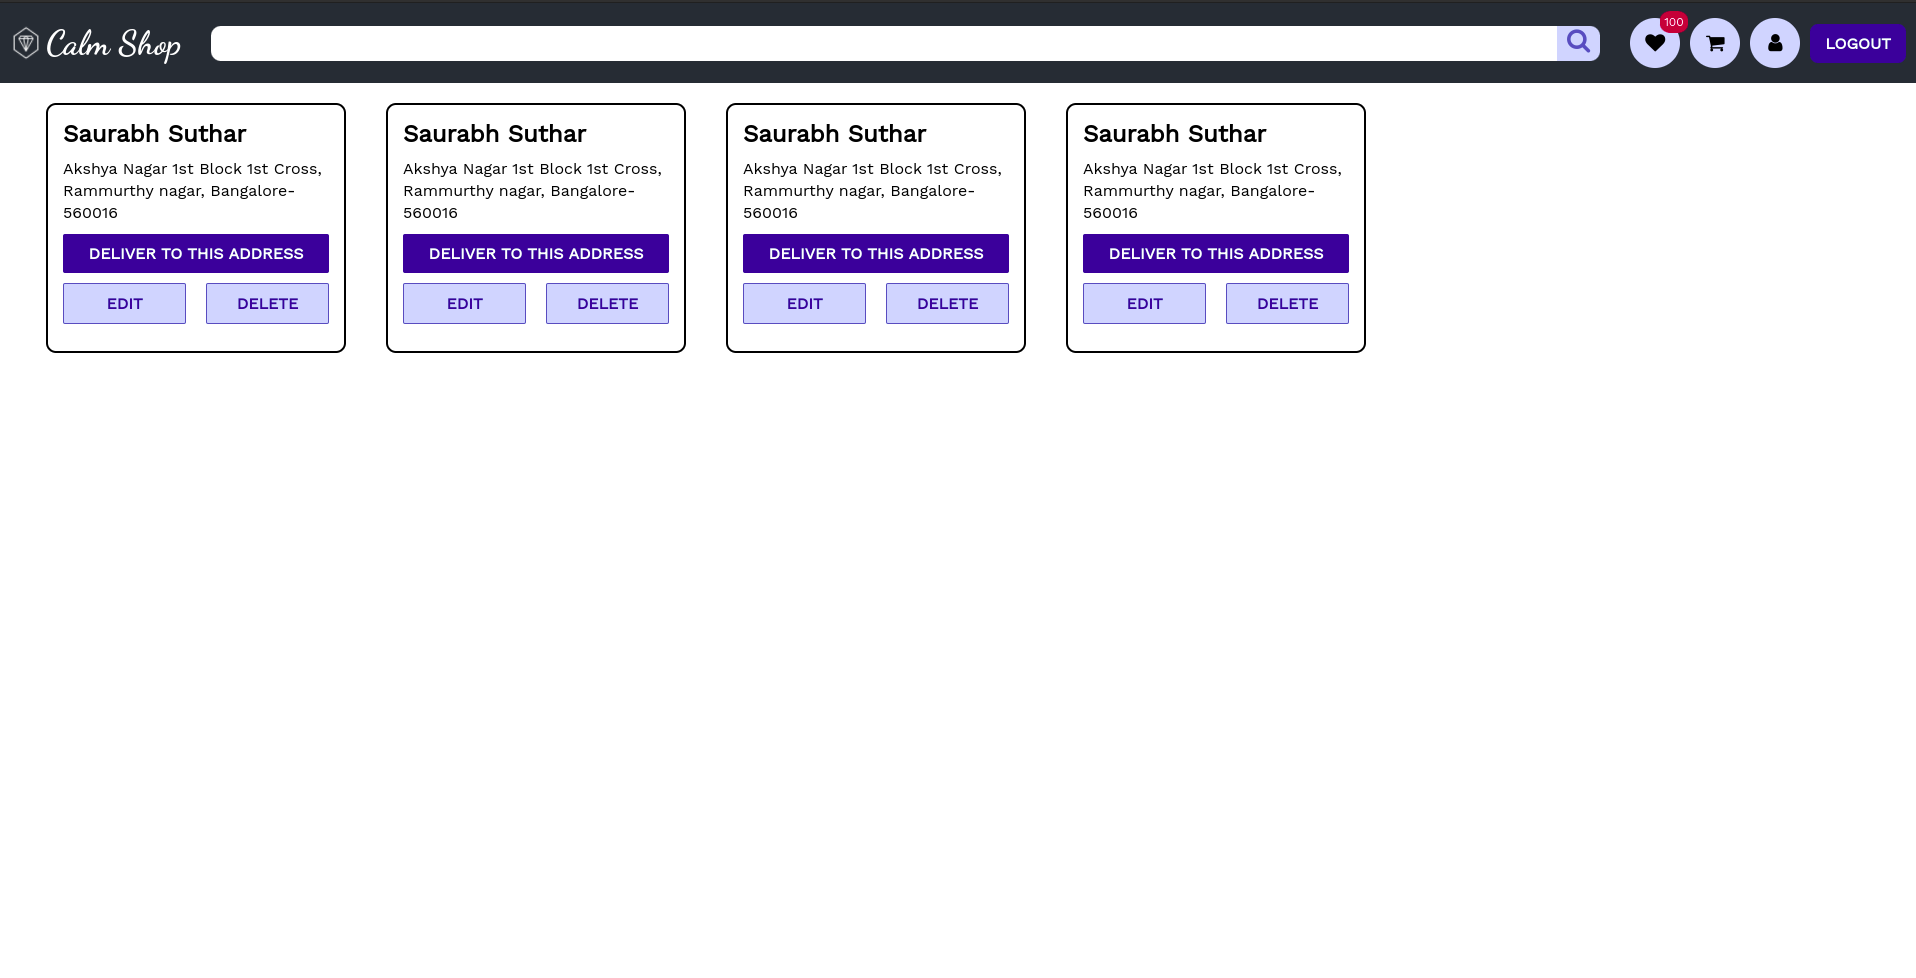 Calm Shop
100
LOGOUT
Saurabh Suthar
Akshya Nagar 1st Block 1st Cross,
Rammurthy nagar, Bangalore-
560016
DELIVER TO THIS ADDRESS
EDIT DELETE
Saurabh Suthar
Akshya Nagar 1st Block 1st Cross,
Rammurthy nagar, Bangalore-
560016
DELIVER TO THIS ADDRESS
EDIT DELETE
Saurabh Suthar
Akshya Nagar 1st Block 1st Cross,
Rammurthy nagar, Bangalore-
560016
DELIVER TO THIS ADDRESS
EDIT DELETE
Saurabh Suthar
Akshya Nagar 1st Block 1st Cross,
Rammurthy nagar, Bangalore-
560016
DELIVER TO THIS ADDRESS
EDIT DELETE